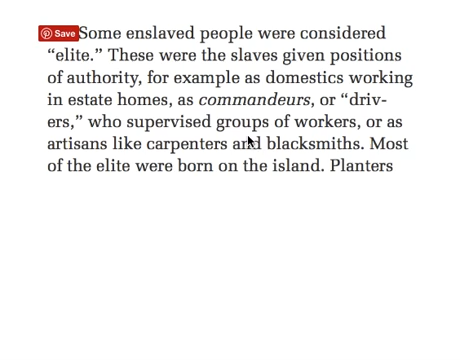 Save Some enslaved people were considered
“elite.” These were the slaves given positions
of authority, for example as domestics working
in estate homes, as commandeurs, or “driv-
ers,” who supervised groups of workers, or as
artisans like carpenters and blacksmiths. Most
of the elite were born on the island. Planters